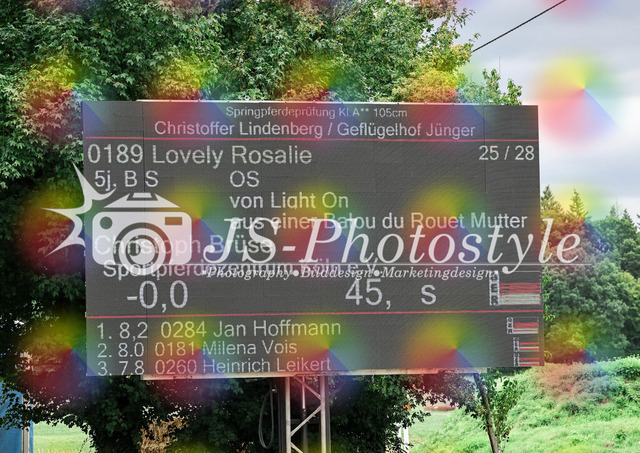 Springpferdeprüfung Kl A** 105cm
Christoffer Lindenberg / Geflügelhof Jünger
0189 Lovely Rosalie 25 / 28
5j. B S OS
von Light On
aus einer Balou du Rouet Mutter
Christoph Brüse
JS-Photostyle
•Photography•Bilddesign•Marketingdesign
-0,0 45, s
1. 8,2 0284 Jan Hoffmann
2. 8.0 0181 Milena Vois
3. 7,8 0260 Heinrich Leikert